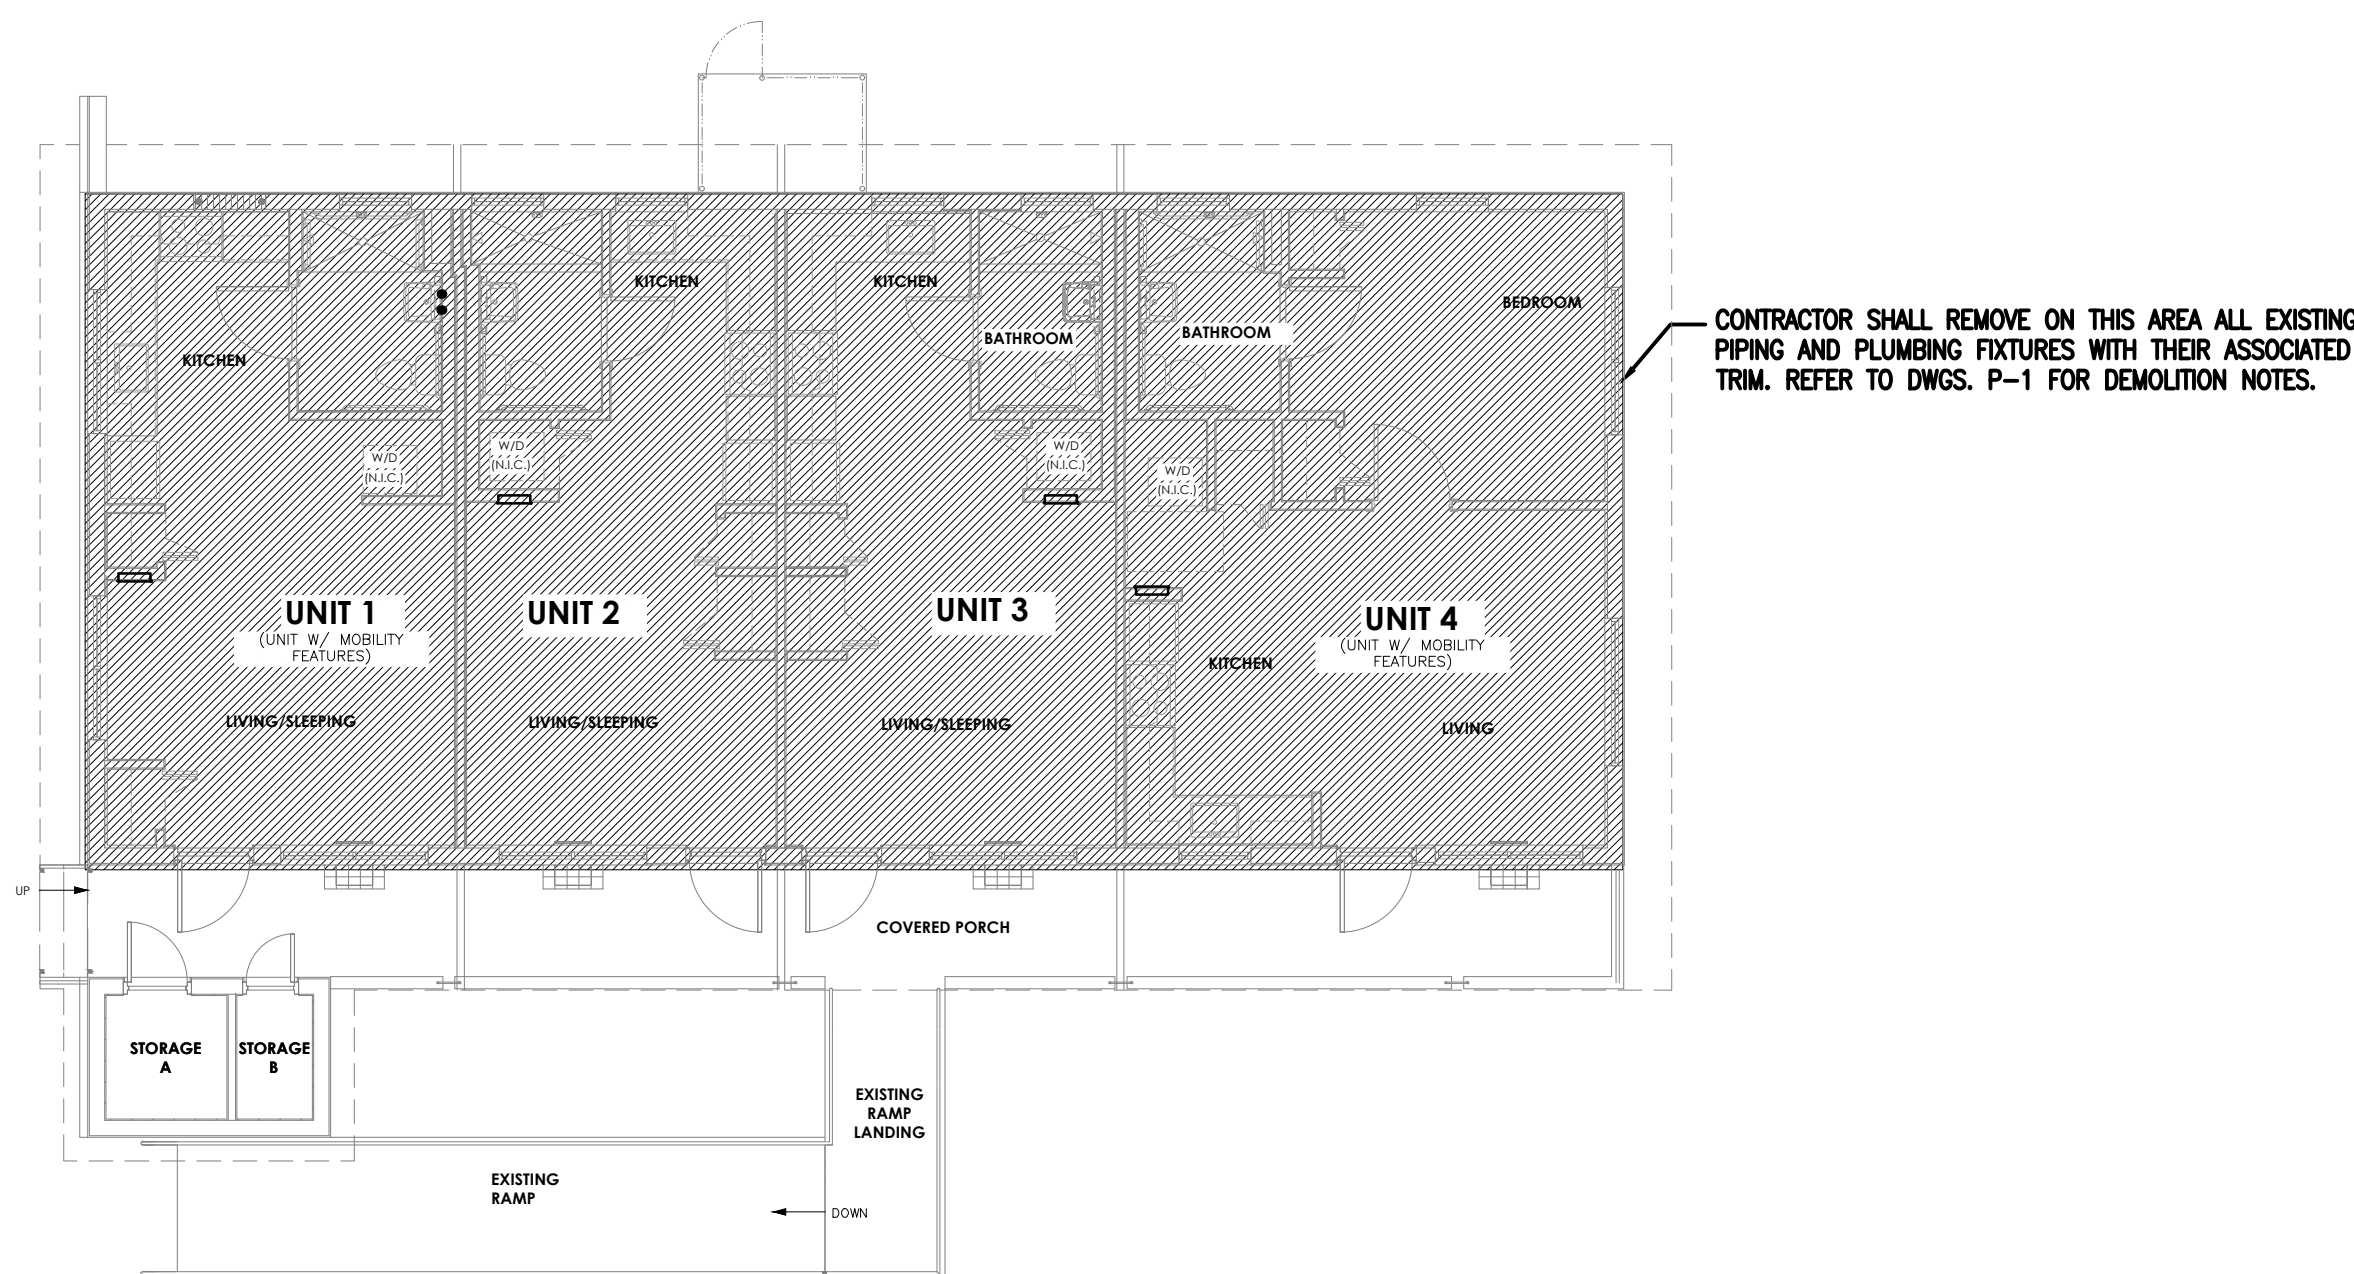 KITCHEN
KITCHEN
BEDROOM
CONTRACTOR SHALL REMOVE ON THIS AREA ALL EXISTING
PIPING AND PLUMBING FIXTURES WITH THEIR ASSOCIATED
TRIM. REFER TO DWGS. P-1 FOR DEMOLITION NOTES.
BATHROOM
BATHROOM
KITCHEN
W/D
(N.I.C.)
W/D
(N.I.C.)
W/D
(N.I.C.)
W/D
(N.I.C.)
UNIT 1
(UNIT W/ MOBILITY
FEATURES)
UNIT 2
UNIT 3
UNIT 4
(UNIT W/ MOBILITY
FEATURES)
KITCHEN
LIVING/SLEEPING
LIVING/SLEEPING
LIVING/SLEEPING
LIVING
UP
COVERED PORCH
STORAGE
A
STORAGE
B
EXISTING
RAMP
LANDING
EXISTING
RAMP
DOWN